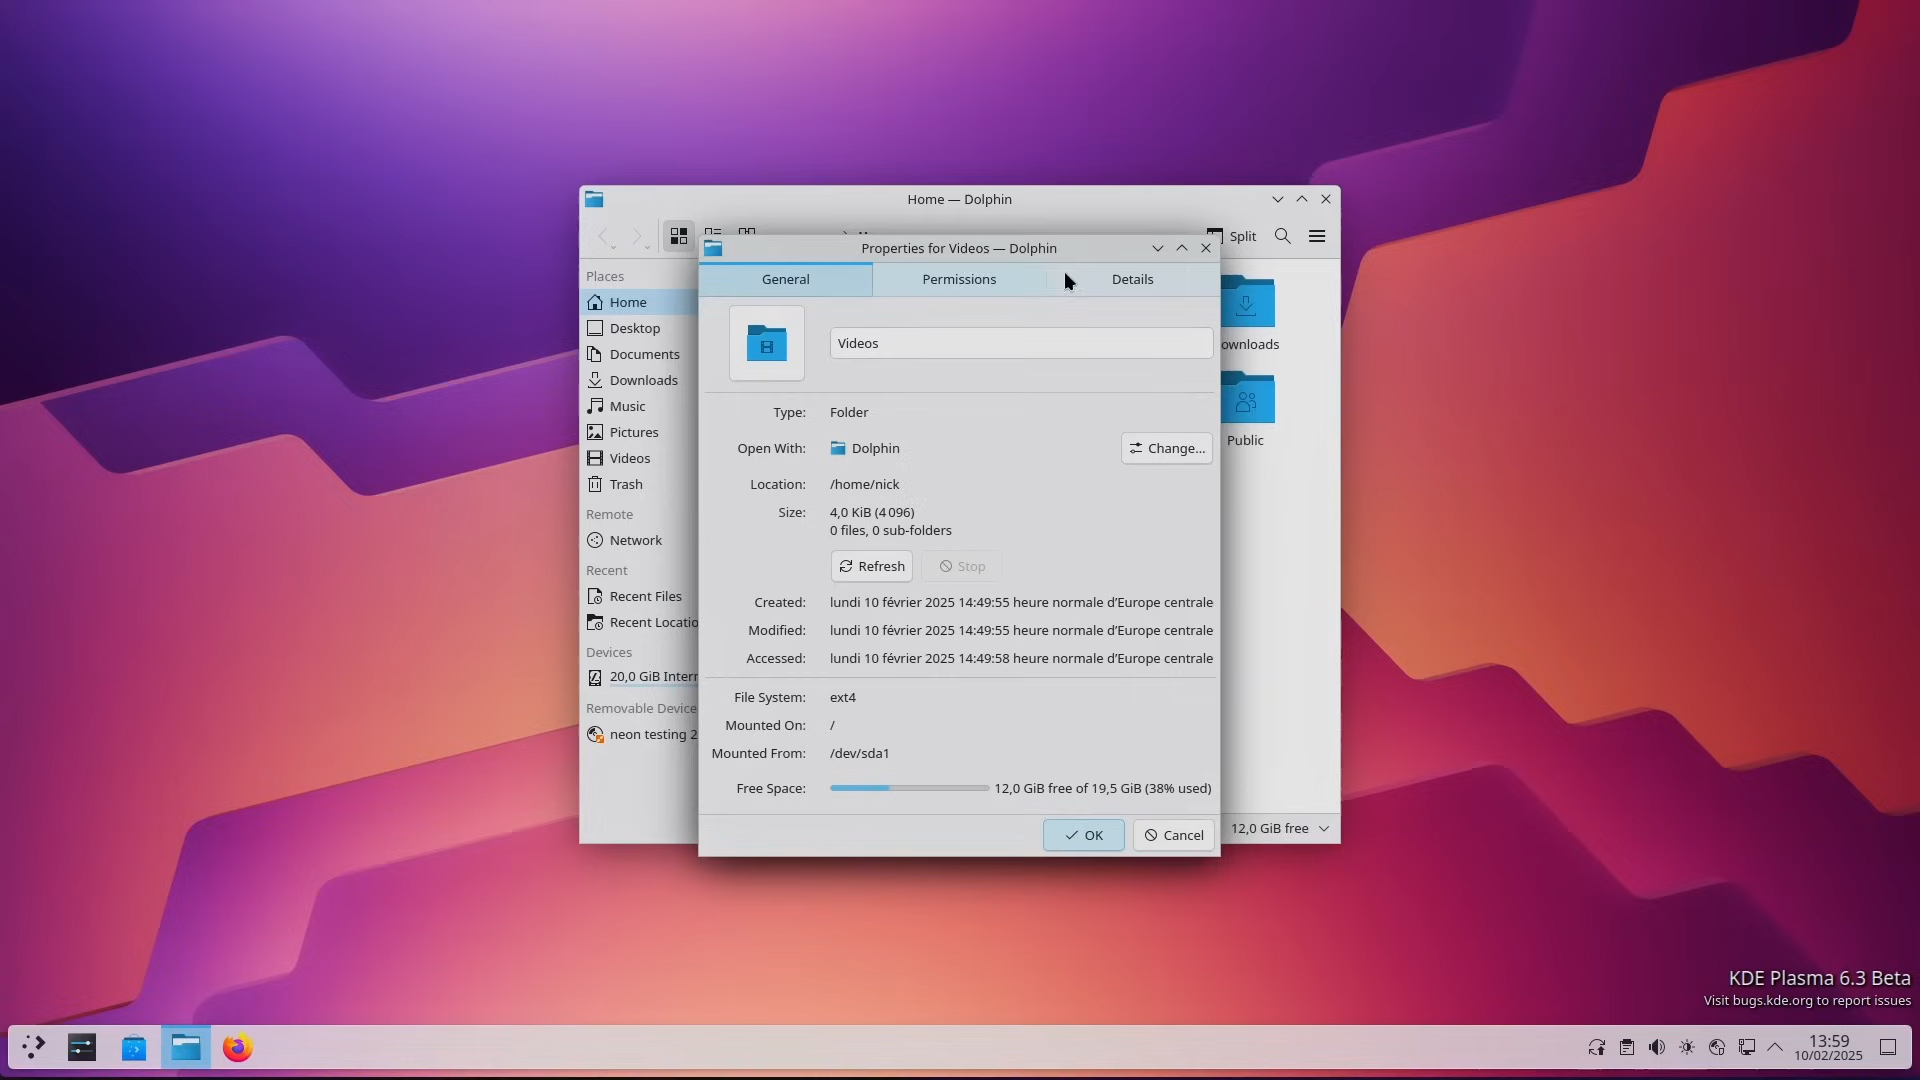 Home — Dolphin
Split
Properties for Videos — Dolphin
General
Permissions
Details
Places
Home
Desktop
Documents
Downloads
Music
Pictures
Videos
Trash
Remote
Network
Recent
Recent Files
Recent Locatio
Devices
20,0 GiB Interr
Removable Device
neon testing 2
Videos
Type: Folder
Open With: Dolphin
Change...
Location: /home/nick
Size: 4,0 KiB (4 096)
0 files, 0 sub-folders
Refresh
Stop
Created: lundi 10 février 2025 14:49:55 heure normale d’Europe centrale
Modified: lundi 10 février 2025 14:49:55 heure normale d’Europe centrale
Accessed: lundi 10 février 2025 14:49:58 heure normale d’Europe centrale
File System: ext4
Mounted On: /
Mounted From: /dev/sda1
Free Space: 12,0 GiB free of 19,5 GiB (38% used)
OK
Cancel
ownloads
Public
12,0 GiB free
KDE Plasma 6.3 Beta
Visit bugs.kde.org to report issues
13:59
10/02/2025